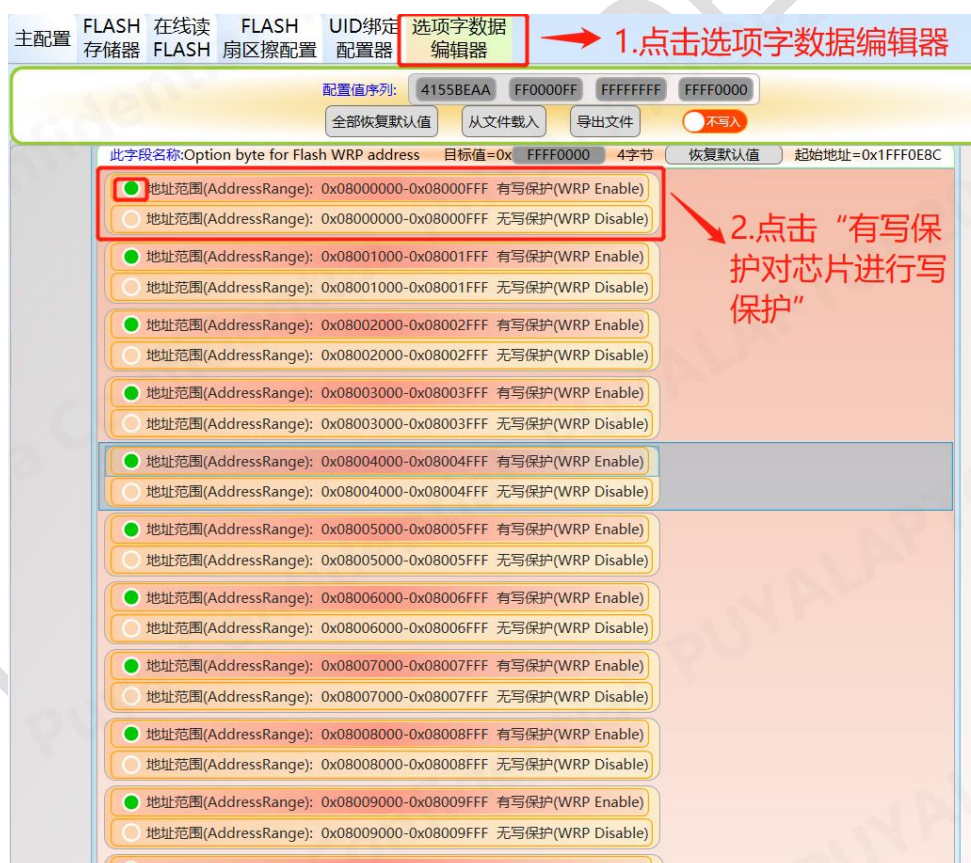 主配置 FLASH 在线读 FLASH UID绑定 选项字数据
存储器 FLASH 扇区擦配置 配置器 编辑器
1.点击选项字数据编辑器
配置值序列: 4155BEAA FF0000FF FFFFFFFF FFFF0000
全部恢复默认值 从文件载入 导出文件 不写入
此字段名称:Option byte for Flash WRP address 目标值=0x FFFF0000 4字节 恢复默认值 起始地址=0x1FFF0E8C
地址范围(AddressRange): 0x08000000-0x08000FFF 有写保护(WRP Enable)
地址范围(AddressRange): 0x08000000-0x08000FFF 无写保护(WRP Disable)
2.点击“有写保
护对芯片进行写
保护”
地址范围(AddressRange): 0x08001000-0x08001FFF 有写保护(WRP Enable)
地址范围(AddressRange): 0x08001000-0x08001FFF 无写保护(WRP Disable)
地址范围(AddressRange): 0x08002000-0x08002FFF 有写保护(WRP Enable)
地址范围(AddressRange): 0x08002000-0x08002FFF 无写保护(WRP Disable)
地址范围(AddressRange): 0x08003000-0x08003FFF 有写保护(WRP Enable)
地址范围(AddressRange): 0x08003000-0x08003FFF 无写保护(WRP Disable)
地址范围(AddressRange): 0x08004000-0x08004FFF 有写保护(WRP Enable)
地址范围(AddressRange): 0x08004000-0x08004FFF 无写保护(WRP Disable)
地址范围(AddressRange): 0x08005000-0x08005FFF 有写保护(WRP Enable)
地址范围(AddressRange): 0x08005000-0x08005FFF 无写保护(WRP Disable)
地址范围(AddressRange): 0x08006000-0x08006FFF 有写保护(WRP Enable)
地址范围(AddressRange): 0x08006000-0x08006FFF 无写保护(WRP Disable)
地址范围(AddressRange): 0x08007000-0x08007FFF 有写保护(WRP Enable)
地址范围(AddressRange): 0x08007000-0x08007FFF 无写保护(WRP Disable)
地址范围(AddressRange): 0x08008000-0x08008FFF 有写保护(WRP Enable)
地址范围(AddressRange): 0x08008000-0x08008FFF 无写保护(WRP Disable)
地址范围(AddressRange): 0x08009000-0x08009FFF 有写保护(WRP Enable)
地址范围(AddressRange): 0x08009000-0x08009FFF 无写保护(WRP Disable)